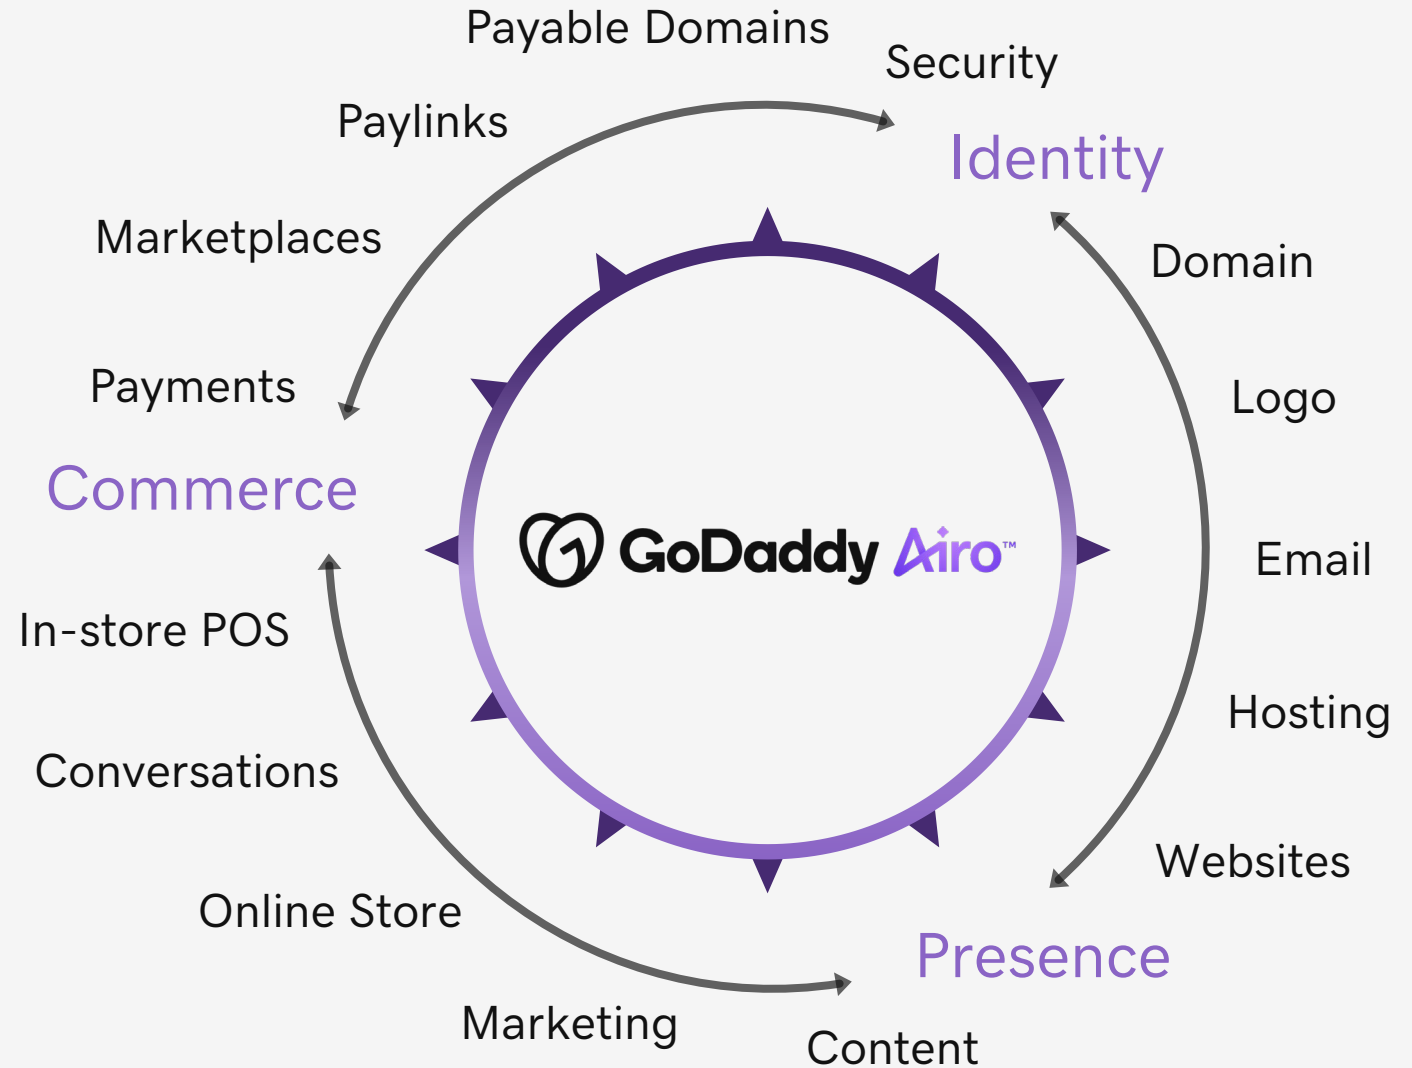 Payable Domains
Security
Paylinks
Identity
Marketplaces
Domain
Payments
Logo
Commerce
GoDaddy Airo™
Email
In-store POS
Hosting
Conversations
Websites
Online Store
Presence
Marketing
Content